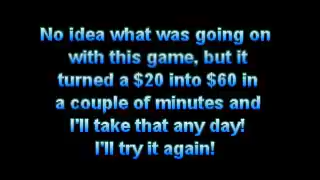 No idea what was going on
with this game, but it
turned a $20 into $60 in
a couple of minutes and
I'll take that any day!
I'll try it again!